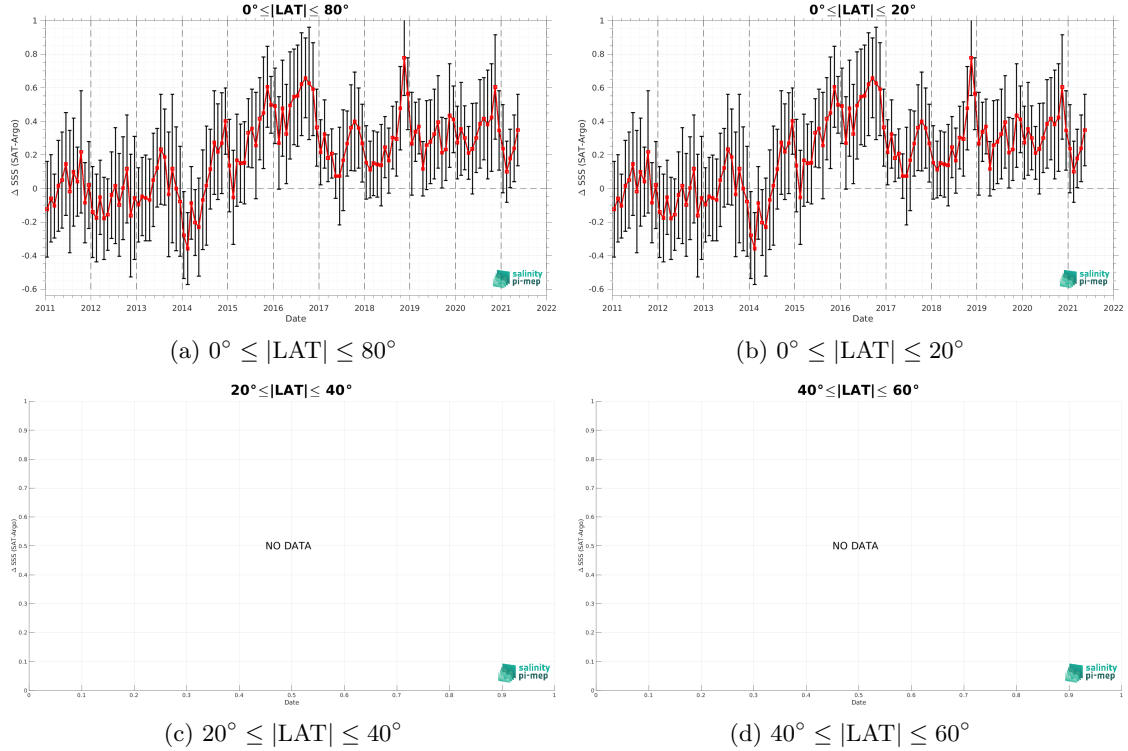 0°≤|LAT|≤ 80°
1
0.8
0.6
0.4
0.2
0
-0.2
-0.4
-0.6
Δ SSS (SAT-Argo)
2011 2012 2013 2014 2015 2016 2017 2018 2019 2020 2021 2022
Date
salinity
pi-mep
(a) 0° ≤ |LAT| ≤ 80°
0°≤|LAT|≤ 20°
1
0.8
0.6
0.4
0.2
0
-0.2
-0.4
-0.6
Δ SSS (SAT-Argo)
2011 2012 2013 2014 2015 2016 2017 2018 2019 2020 2021 2022
Date
salinity
pi-mep
(b) 0° ≤ |LAT| ≤ 20°
20°≤|LAT|≤ 40°
1
0.9
0.8
0.7
0.6
0.5
0.4
0.3
0.2
0.1
0
Δ SSS (SAT-Argo)
NO DATA
0 0.1 0.2 0.3 0.4 0.5 0.6 0.7 0.8 0.9 1
Date
salinity
pi-mep
(c) 20° ≤ |LAT| ≤ 40°
40°≤|LAT|≤ 60°
1
0.9
0.8
0.7
0.6
0.5
0.4
0.3
0.2
0.1
0
Δ SSS (SAT-Argo)
NO DATA
0 0.1 0.2 0.3 0.4 0.5 0.6 0.7 0.8 0.9 1
Date
salinity
pi-mep
(d) 40° ≤ |LAT| ≤ 60°